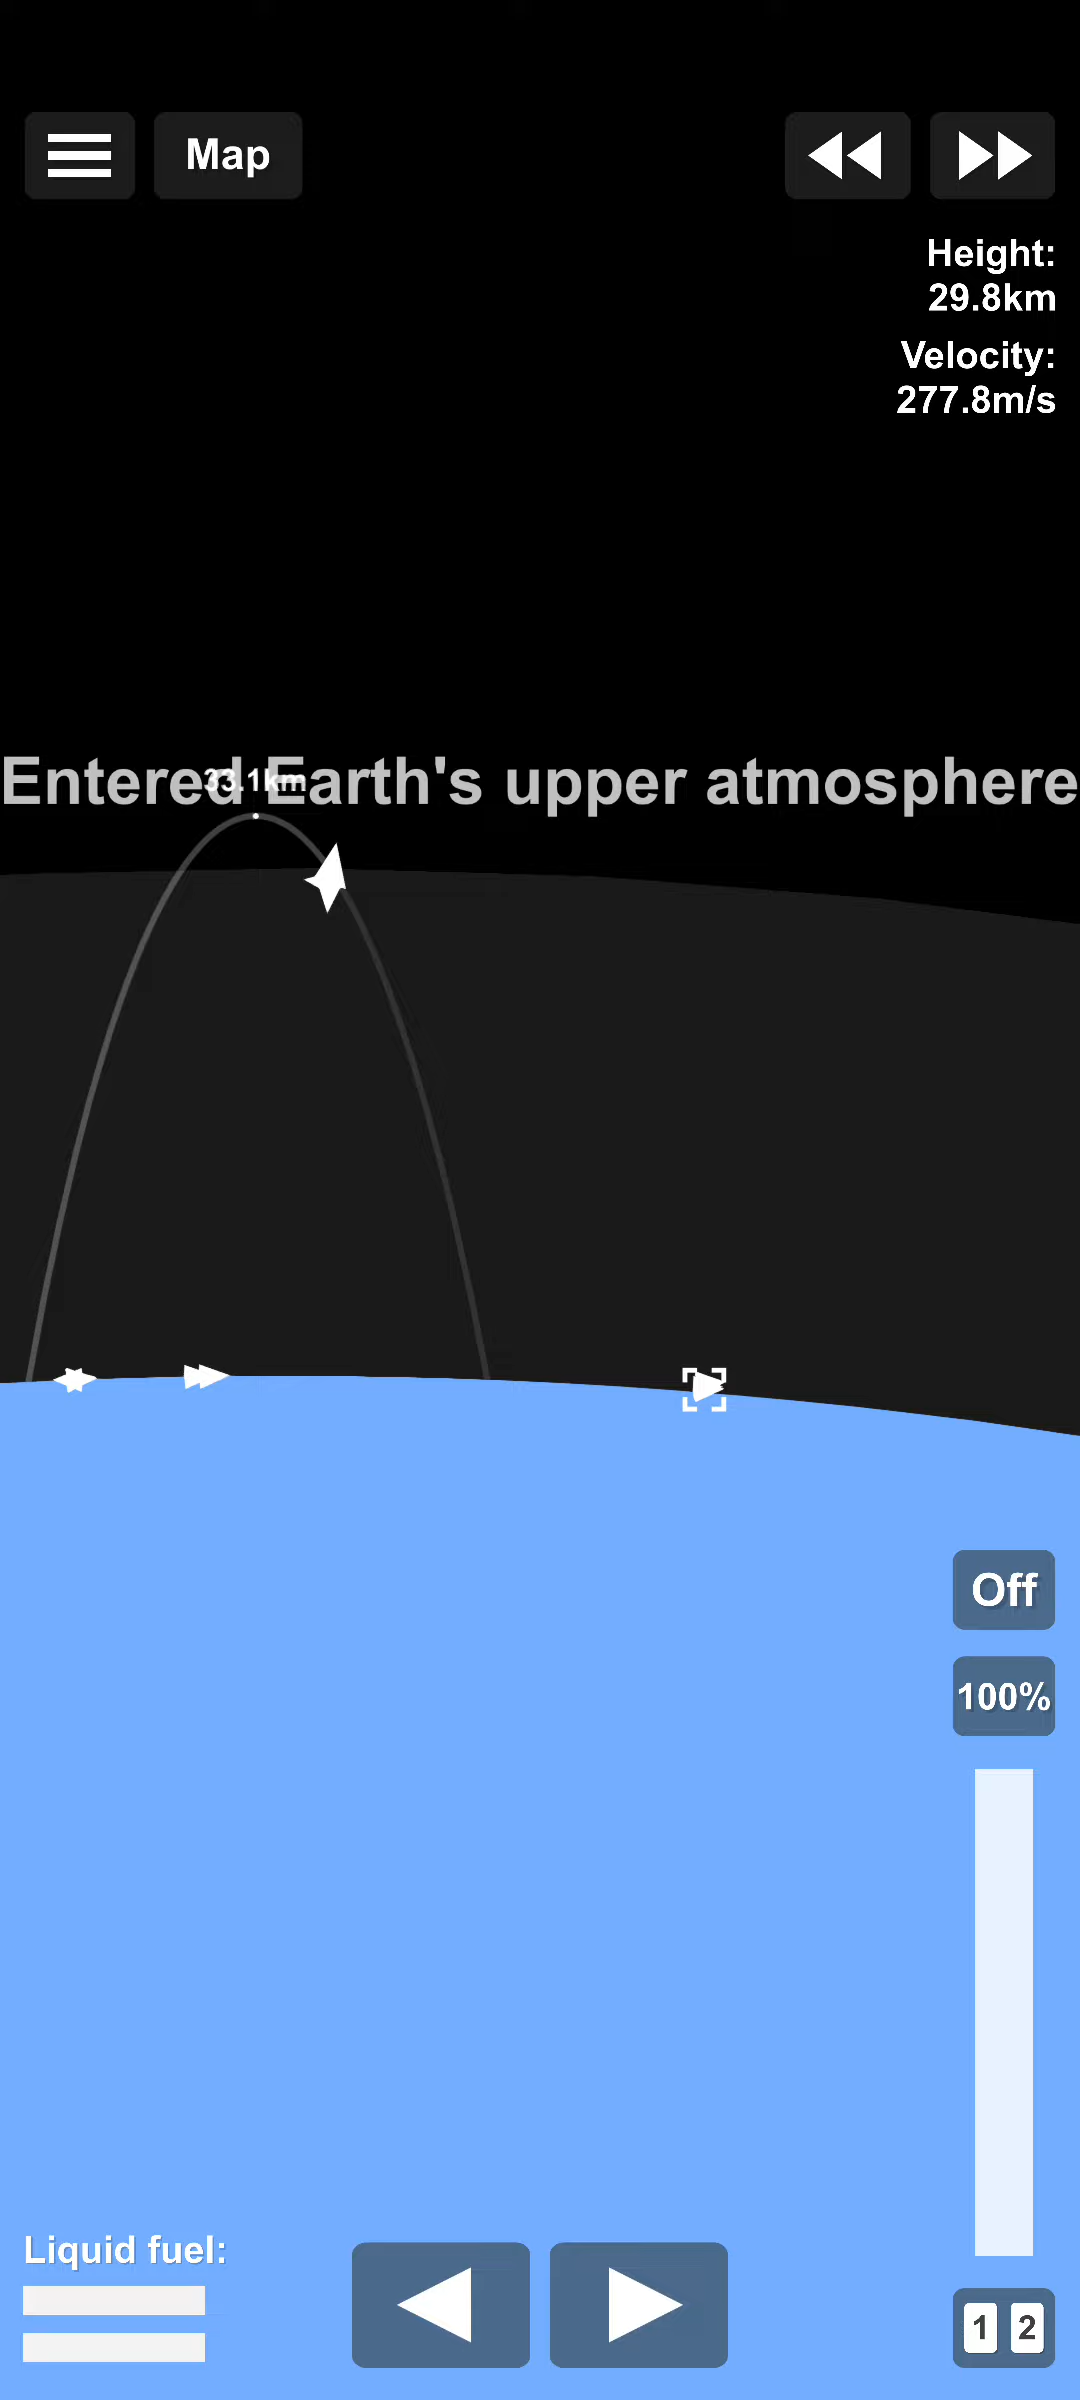 Map
Height:
29.8km
Velocity:
277.8m/s
33.1km
Entered Earth's upper atmosphere
Off
100%
Liquid fuel:
1 2